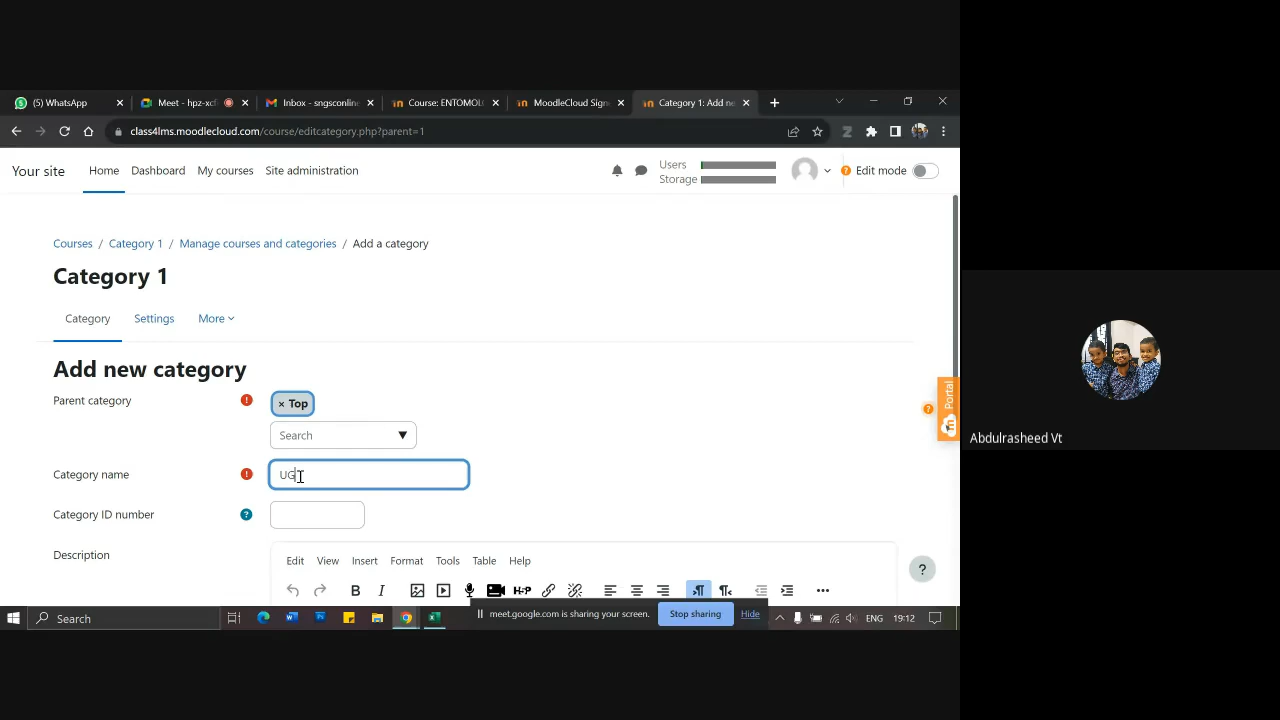 (5) WhatsApp
Meet - hpz-xcf
Inbox - sngsconline
Course: ENTOMOL
MoodleCloud Sign
Category 1: Add ne
class4lms.moodlecloud.com/course/editcategory.php?parent=1
Your site
Home
Dashboard
My courses
Site administration
Users
Storage
Edit mode
Courses / Category 1 / Manage courses and categories / Add a category
Category 1
Category
Settings
More
Add new category
Parent category
× Top
Search
Category name
UG
Category ID number
Description
Edit View Insert Format Tools Table Help
B I H5P
Portal
Abdulrasheed Vt
meet.google.com is sharing your screen.
Stop sharing
Hide
Search
ENG
19:12